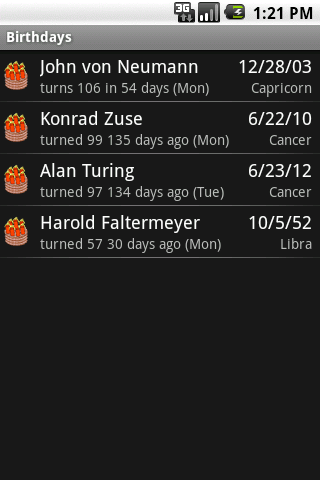 3G 1:21 PM
Birthdays
John von Neumann 12/28/03
turns 106 in 54 days (Mon) Capricorn
Konrad Zuse 6/22/10
turned 99 135 days ago (Mon) Cancer
Alan Turing 6/23/12
turned 97 134 days ago (Tue) Cancer
Harold Faltermeyer 10/5/52
turned 57 30 days ago (Mon) Libra